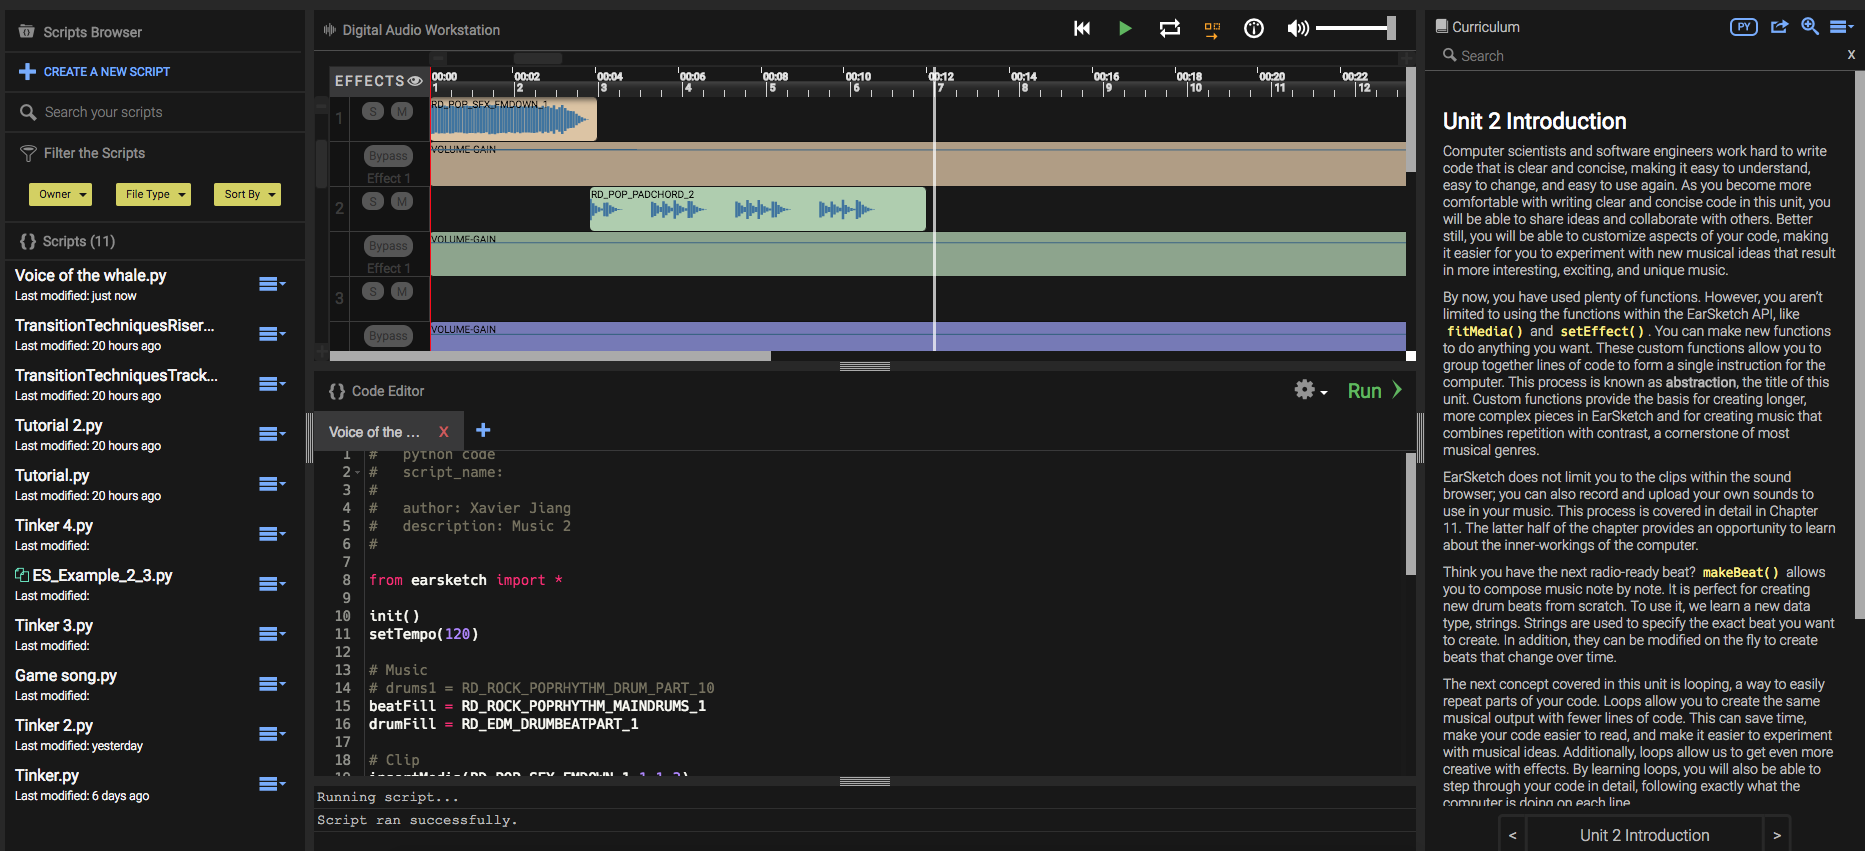 Scripts Browser
CREATE A NEW SCRIPT
Search your scripts
Filter the Scripts
Owner
File Type
Sort By
{} Scripts (11)
Voice of the whale.py
Last modified: just now
TransitionTechniquesRiser...
Last modified: 20 hours ago
TransitionTechniquesTrack...
Last modified: 20 hours ago
Tutorial 2.py
Last modified: 20 hours ago
Tutorial.py
Last modified: 20 hours ago
Tinker 4.py
Last modified:
ES_Example_2_3.py
Last modified:
Tinker 3.py
Last modified:
Game song.py
Last modified:
Tinker 2.py
Last modified: yesterday
Tinker.py
Last modified: 6 days ago
Digital Audio Workstation
EFFECTS
00:00 00:02 00:04 00:06 00:08 00:10 00:12 00:14 00:16 00:18 00:20 00:22
1 2 3 4 5 6 7 8 9 10 11 12
1 S M
RD_POP_SFX_EMDOWN_1
Bypass
Effect 1
VOLUME-GAIN
2 S M
RD_POP_PADCHORD_2
Bypass
Effect 1
VOLUME-GAIN
3 S M
Bypass
VOLUME-GAIN
{} Code Editor
Run
Voice of the ... X
1 # python code
2 # script_name:
3 #
4 # author: Xavier Jiang
5 # description: Music 2
6 #
7
8 from earsketch import *
9
10 init()
11 setTempo(120)
12
13 # Music
14 # drums1 = RD_ROCK_POPRHYTHM_DRUM_PART_10
15 beatFill = RD_ROCK_POPRHYTHM_MAINDRUMS_1
16 drumFill = RD_EDM_DRUMBEATPART_1
17
18 # Clip
Running script...
Script ran successfully.
Curriculum
PY
Search
X
Unit 2 Introduction
Computer scientists and software engineers work hard to write
code that is clear and concise, making it easy to understand,
easy to change, and easy to use again. As you become more
comfortable with writing clear and concise code in this unit, you
will be able to share ideas and collaborate with others. Better
still, you will be able to customize aspects of your code, making
it easier for you to experiment with new musical ideas that result
in more interesting, exciting, and unique music.
By now, you have used plenty of functions. However, you aren't
limited to using the functions within the EarSketch API, like
fitMedia() and setEffect(). You can make new functions
to do anything you want. These custom functions allow you to
group together lines of code to form a single instruction for the
computer. This process is known as abstraction, the title of this
unit. Custom functions provide the basis for creating longer,
more complex pieces in EarSketch and for creating music that
combines repetition with contrast, a cornerstone of most
musical genres.
EarSketch does not limit you to the clips within the sound
browser; you can also record and upload your own sounds to
use in your music. This process is covered in detail in Chapter
11. The latter half of the chapter provides an opportunity to learn
about the inner-workings of the computer.
Think you have the next radio-ready beat? makeBeat() allows
you to compose music note by note. It is perfect for creating
new drum beats from scratch. To use it, we learn a new data
type, strings. Strings are used to specify the exact beat you want
to create. In addition, they can be modified on the fly to create
beats that change over time.
The next concept covered in this unit is looping, a way to easily
repeat parts of your code. Loops allow you to create the same
musical output with fewer lines of code. This can save time,
make your code easier to read, and make it easier to experiment
with musical ideas. Additionally, loops allow us to get even more
creative with effects. By learning loops, you will also be able to
step through your code in detail, following exactly what the
computer is doing on each line.
< Unit 2 Introduction >